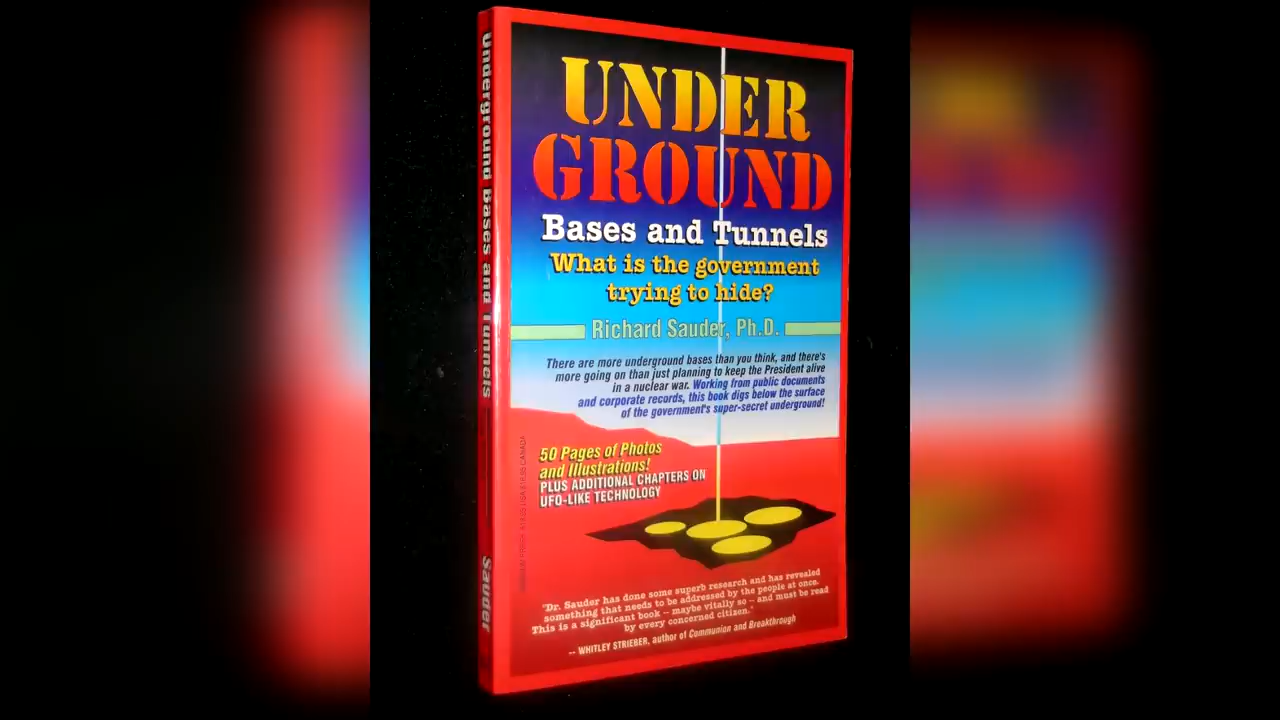 Underground Bases and Tunnels
Sauder
UNDER
GROUND
Bases and Tunnels
What is the government
trying to hide?
Richard Sauder, Ph.D.
There are more underground bases than you think, and there's
more going on than just planning to keep the President alive
in a nuclear war. Working from public documents
and corporate records, this book digs below the surface
of the government's super-secret underground!
50 Pages of Photos
and Illustrations!
PLUS ADDITIONAL CHAPTERS ON
UFO-LIKE TECHNOLOGY
"Dr. Sauder has done some superb research and has revealed
something that needs to be addressed by the people at once.
This is a significant book -- maybe vitally so -- and must be read
by every concerned citizen."
-- WHITLEY STRIEBER, author of Communion and Breakthrough